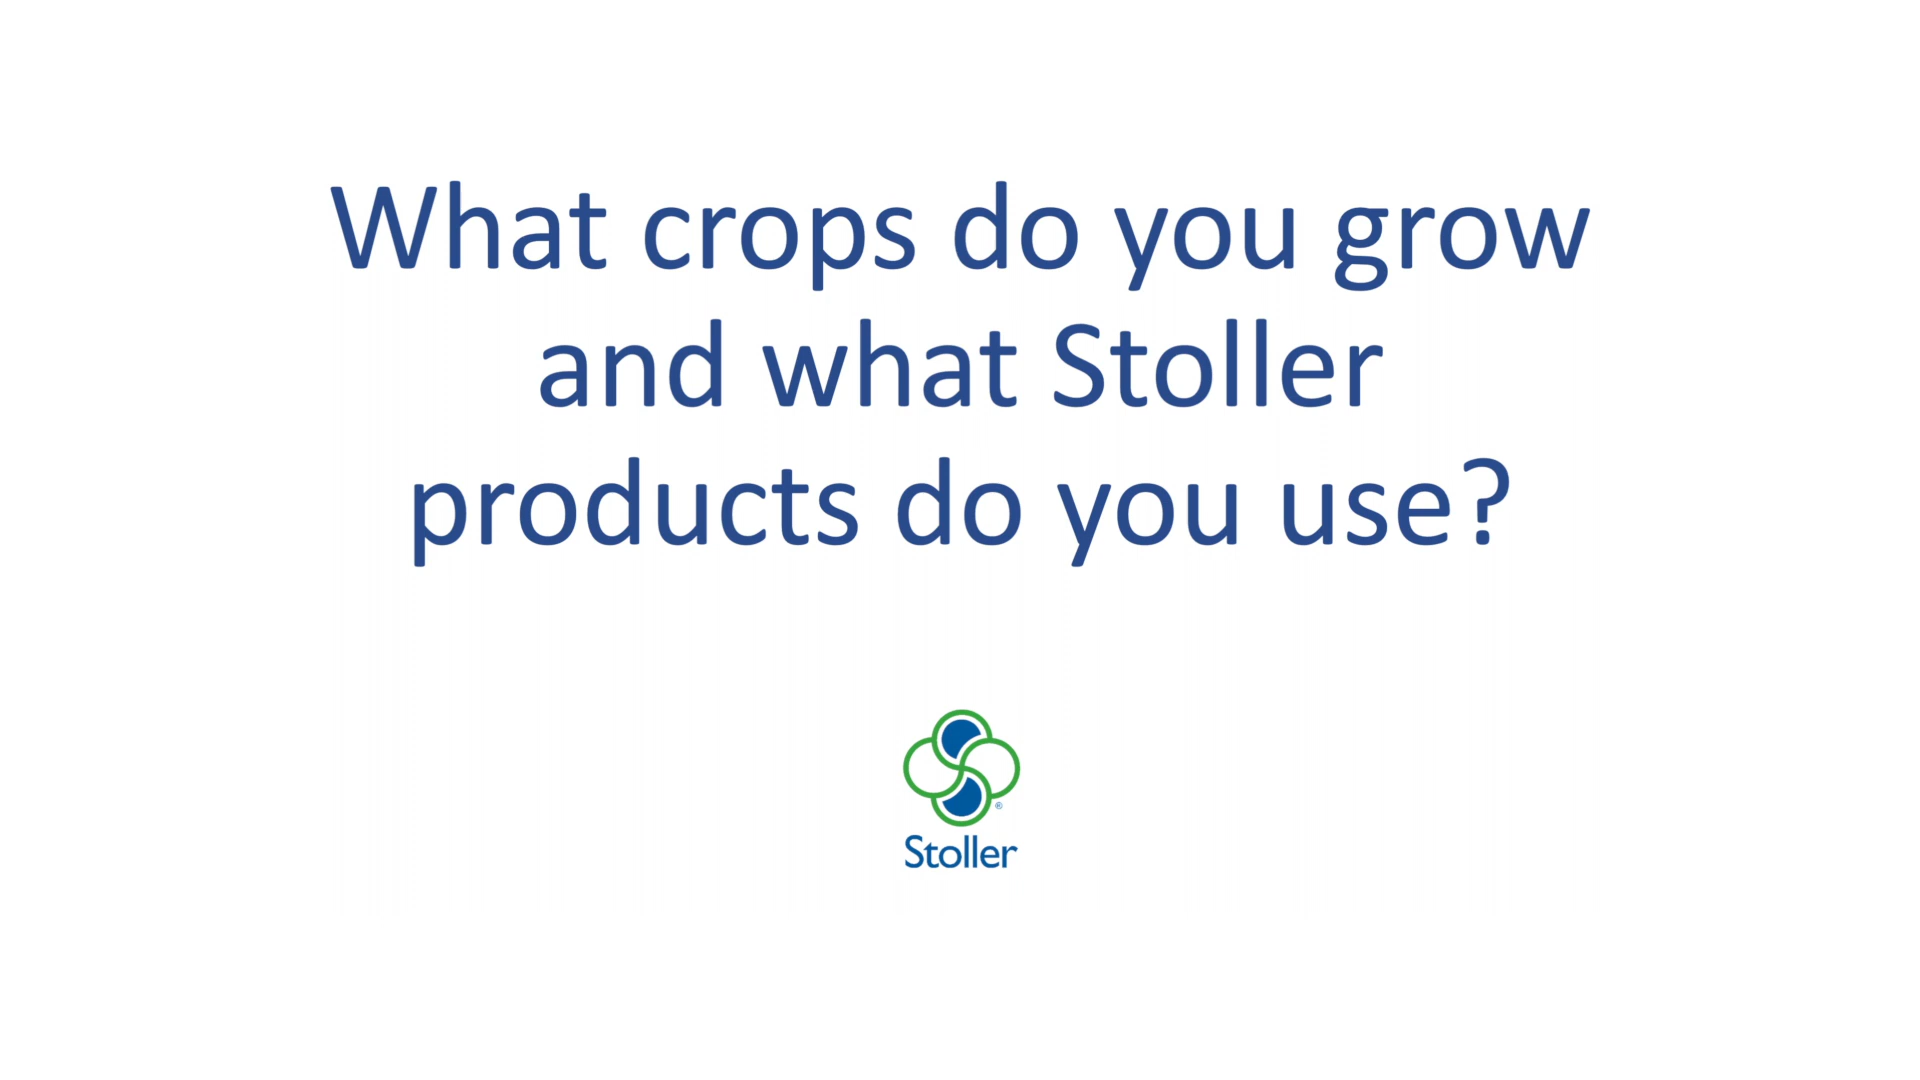 What crops do you grow
and what Stoller
products do you use?
®
Stoller